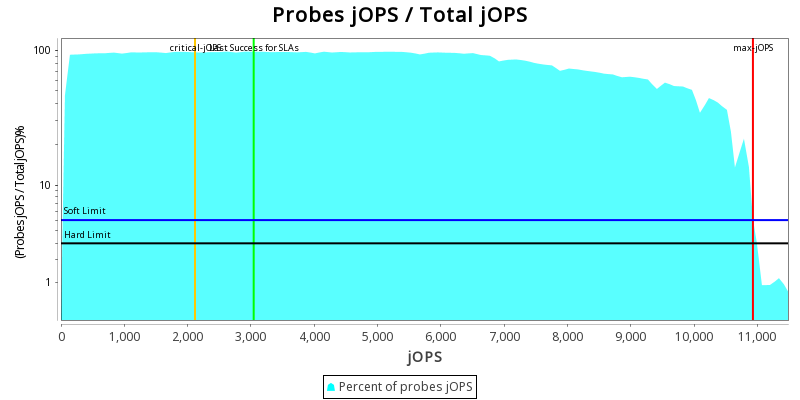 Probes jOPS / Total jOPS
(Probes jOPS / Total jOPS)%
100
10
1
critical-jOPS
Last Success for SLAs
max-jOPS
Soft Limit
Hard Limit
0 1,000 2,000 3,000 4,000 5,000 6,000 7,000 8,000 9,000 10,000 11,000
jOPS
Percent of probes jOPS